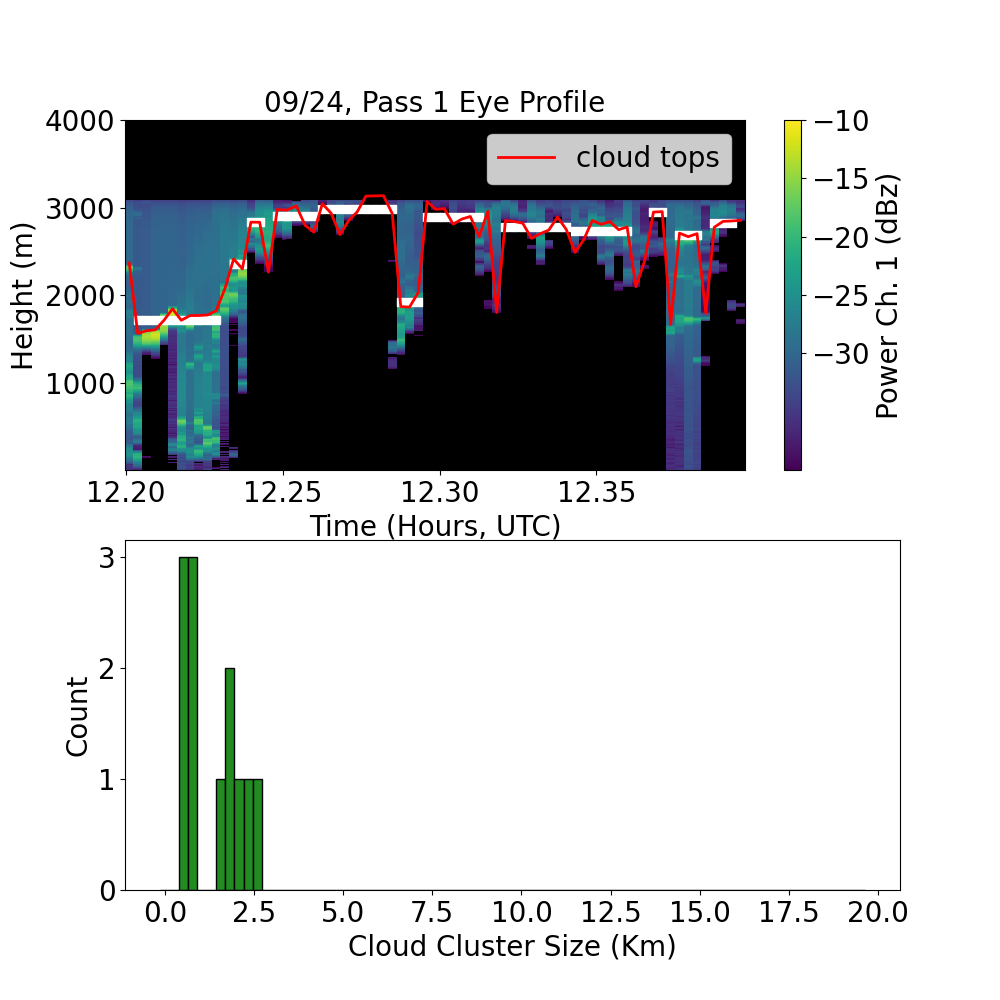 09/24, Pass 1 Eye Profile
4000
3000
2000
1000
Height (m)
cloud tops
12.20 12.25 12.30 12.35
Time (Hours, UTC)
−10
−15
−20
−25
−30
Power Ch. 1 (dBz)
3
2
1
0
Count
0.0 2.5 5.0 7.5 10.0 12.5 15.0 17.5 20.0
Cloud Cluster Size (Km)